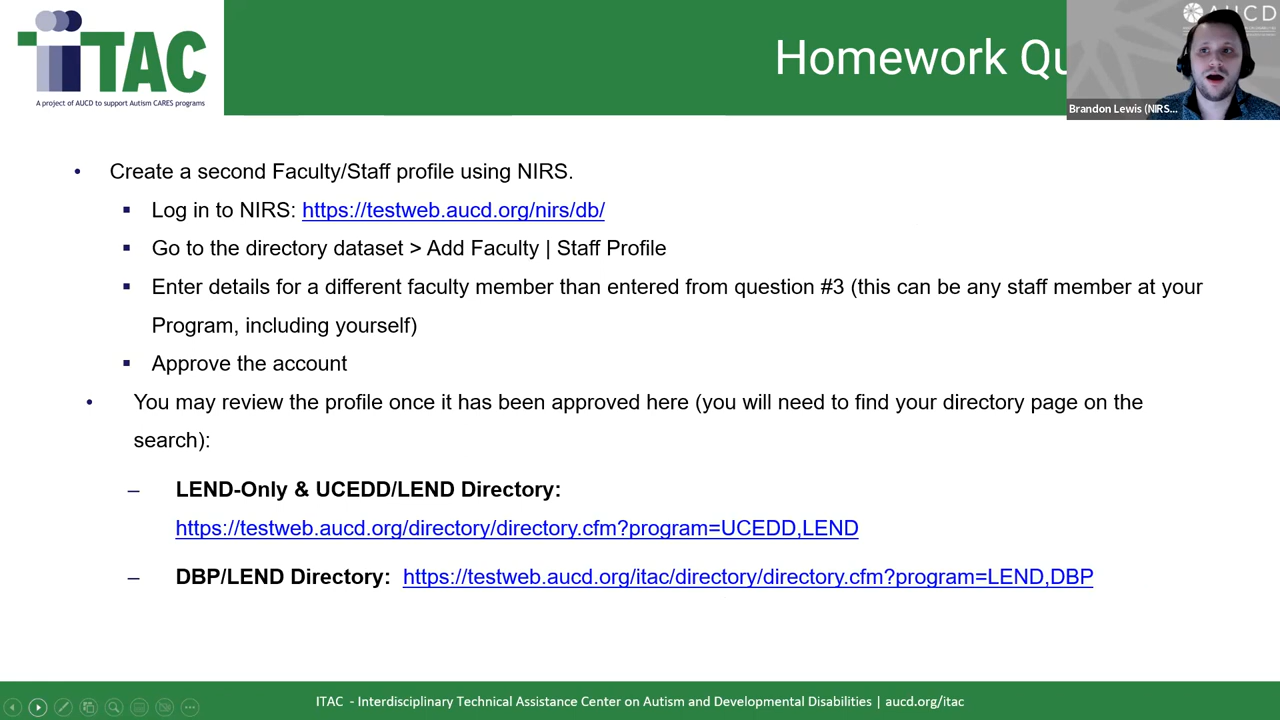 iTAC
A project of AUCD to support Autism CARES programs
Homework Qu
AUCD
Brandon Lewis (NIRS...
• Create a second Faculty/Staff profile using NIRS.
▪ Log in to NIRS: https://testweb.aucd.org/nirs/db/
▪ Go to the directory dataset > Add Faculty | Staff Profile
▪ Enter details for a different faculty member than entered from question #3 (this can be any staff member at your
Program, including yourself)
▪ Approve the account
• You may review the profile once it has been approved here (you will need to find your directory page on the
search):
– LEND-Only & UCEDD/LEND Directory:
https://testweb.aucd.org/directory/directory.cfm?program=UCEDD,LEND
– DBP/LEND Directory: https://testweb.aucd.org/itac/directory/directory.cfm?program=LEND,DBP
ITAC - Interdisciplinary Technical Assistance Center on Autism and Developmental Disabilities | aucd.org/itac